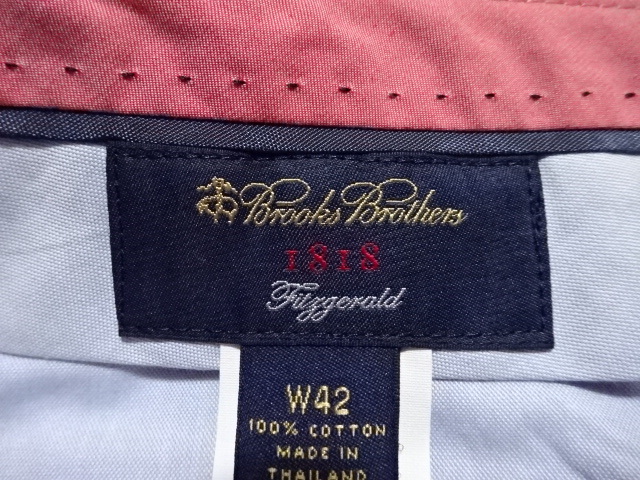 Brooks Brothers
1818
Fitzgerald
W42
100% COTTON
MADE IN
THAILAND